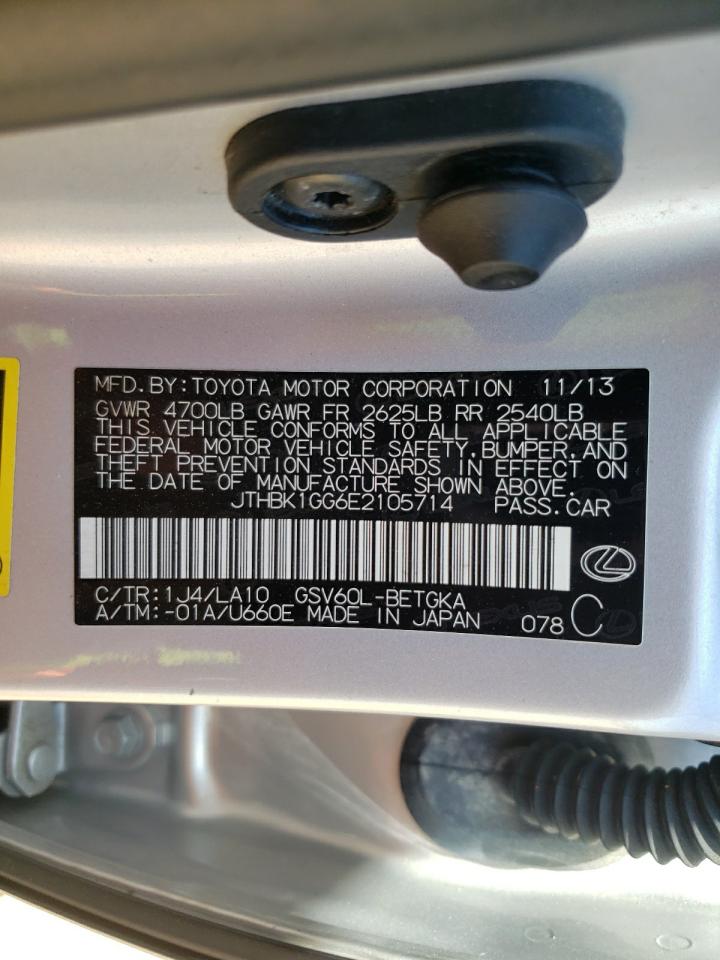 MFD. BY: TOYOTA MOTOR CORPORATION 11/13
GVWR 4700LB GAWR FR 2625LB RR 2540LB
THIS VEHICLE CONFORMS TO ALL APPLICABLE
FEDERAL MOTOR VEHICLE SAFETY, BUMPER, AND
THEFT PREVENTION STANDARDS IN EFFECT ON
THE DATE OF MANUFACTURE SHOWN ABOVE.
JTHBK1GG6E2105714 PASS. CAR
C/TR: 1J4/LA10 GSV60L-BETGKA
A/TM: -01A/U660E MADE IN JAPAN 078 C